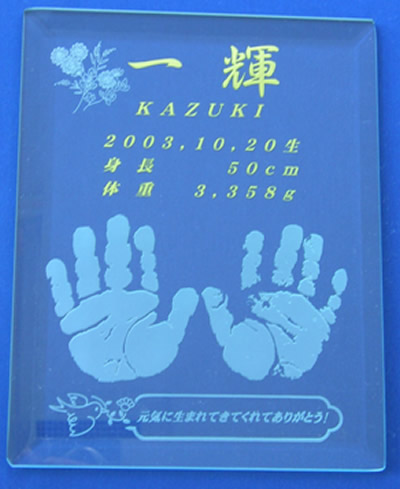 一輝
KAZUKI
2003,10,20生
身長 50cm
体重 3,358g
元気に生まれてきてくれてありがとう!